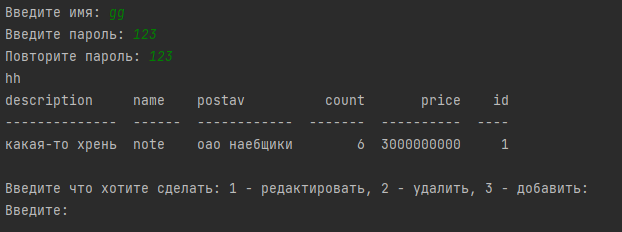 Введите имя: gg
Введите пароль: 123
Повторите пароль: 123
hh
description     name    postav          count       price    id
--------------  ------  ------------  -------  ----------  ----
какая-то хрень  note    оао наебщики        6  3000000000     1
Введите что хотите сделать: 1 - редактировать, 2 - удалить, 3 - добавить:
Введите: